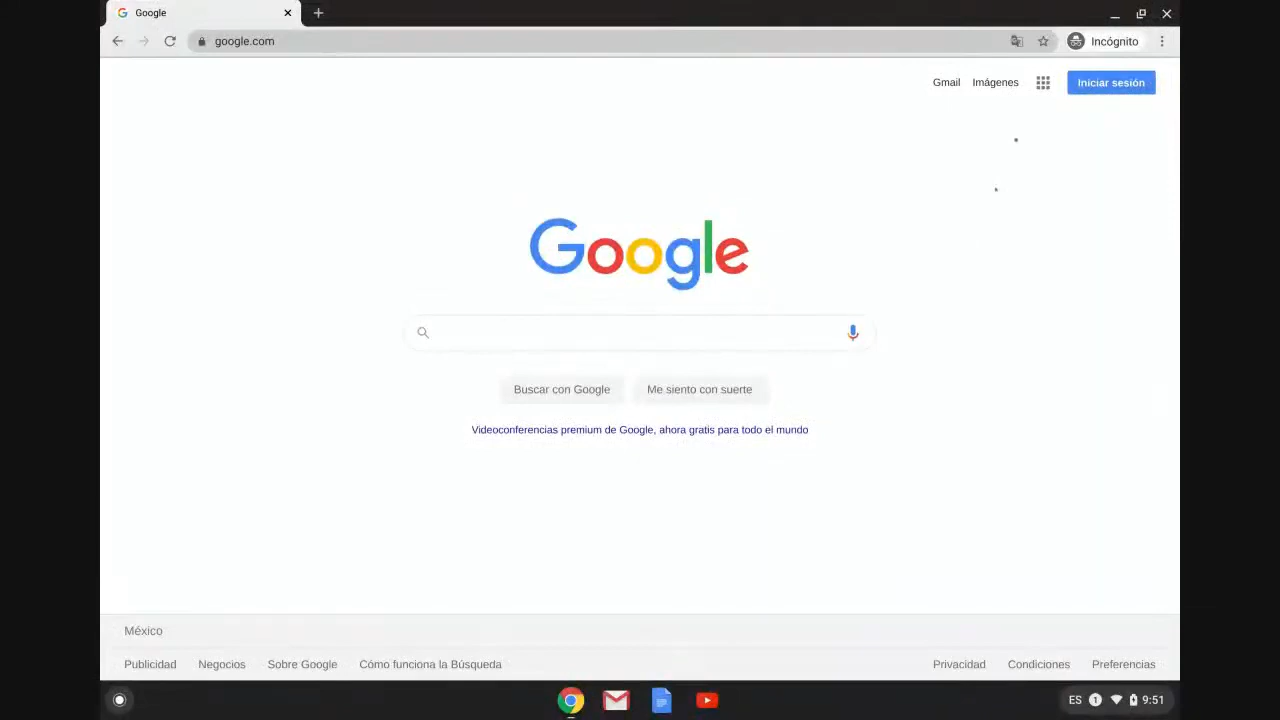 Google
google.com
Incógnito
Gmail
Imágenes
Iniciar sesión
Google
Buscar con Google
Me siento con suerte
Videoconferencias premium de Google, ahora gratis para todo el mundo
México
Publicidad
Negocios
Sobre Google
Cómo funciona la Búsqueda
Privacidad
Condiciones
Preferencias
ES
1
9:51